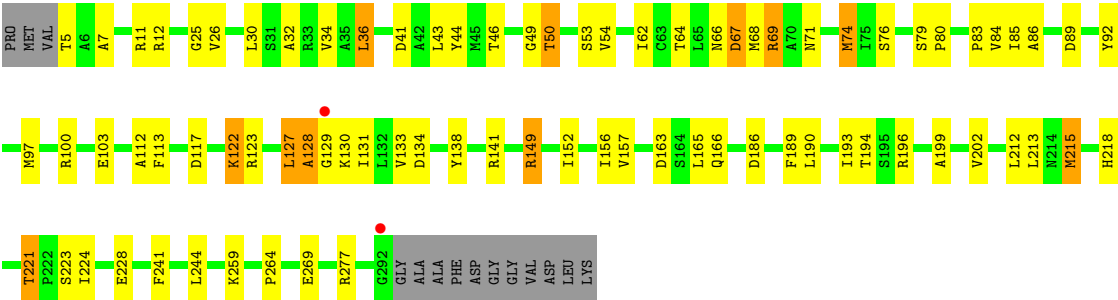 PRO MET VAL T5 A6 A7 R11 R12 G25 V26 L30 S31 A32 R33 V34 A35 L36 D41 A42 L43 Y44 M45 T46 G49 T50 S53 V54 I62 C63 T64 L65 N66 D67 M68 R69 A70 N71 M74 I75 S76 S79 P80 P83 V84 I85 A86 D89 Y92
M97 R100 E103 A112 F113 D117 K122 R123 L127 A128 G129 K130 I131 L132 V133 D134 Y138 R141 R149 I152 I156 V157 D163 S164 L165 Q166 D186 F189 L190 I193 T194 S195 R196 A199 V202 L212 L213 N214 M215 H218
T221 P222 S223 I224 E228 F241 L244 K259 P264 E269 R277 G292 GLY ALA ALA PHE ASP GLY GLY VAL ASP LEU LYS